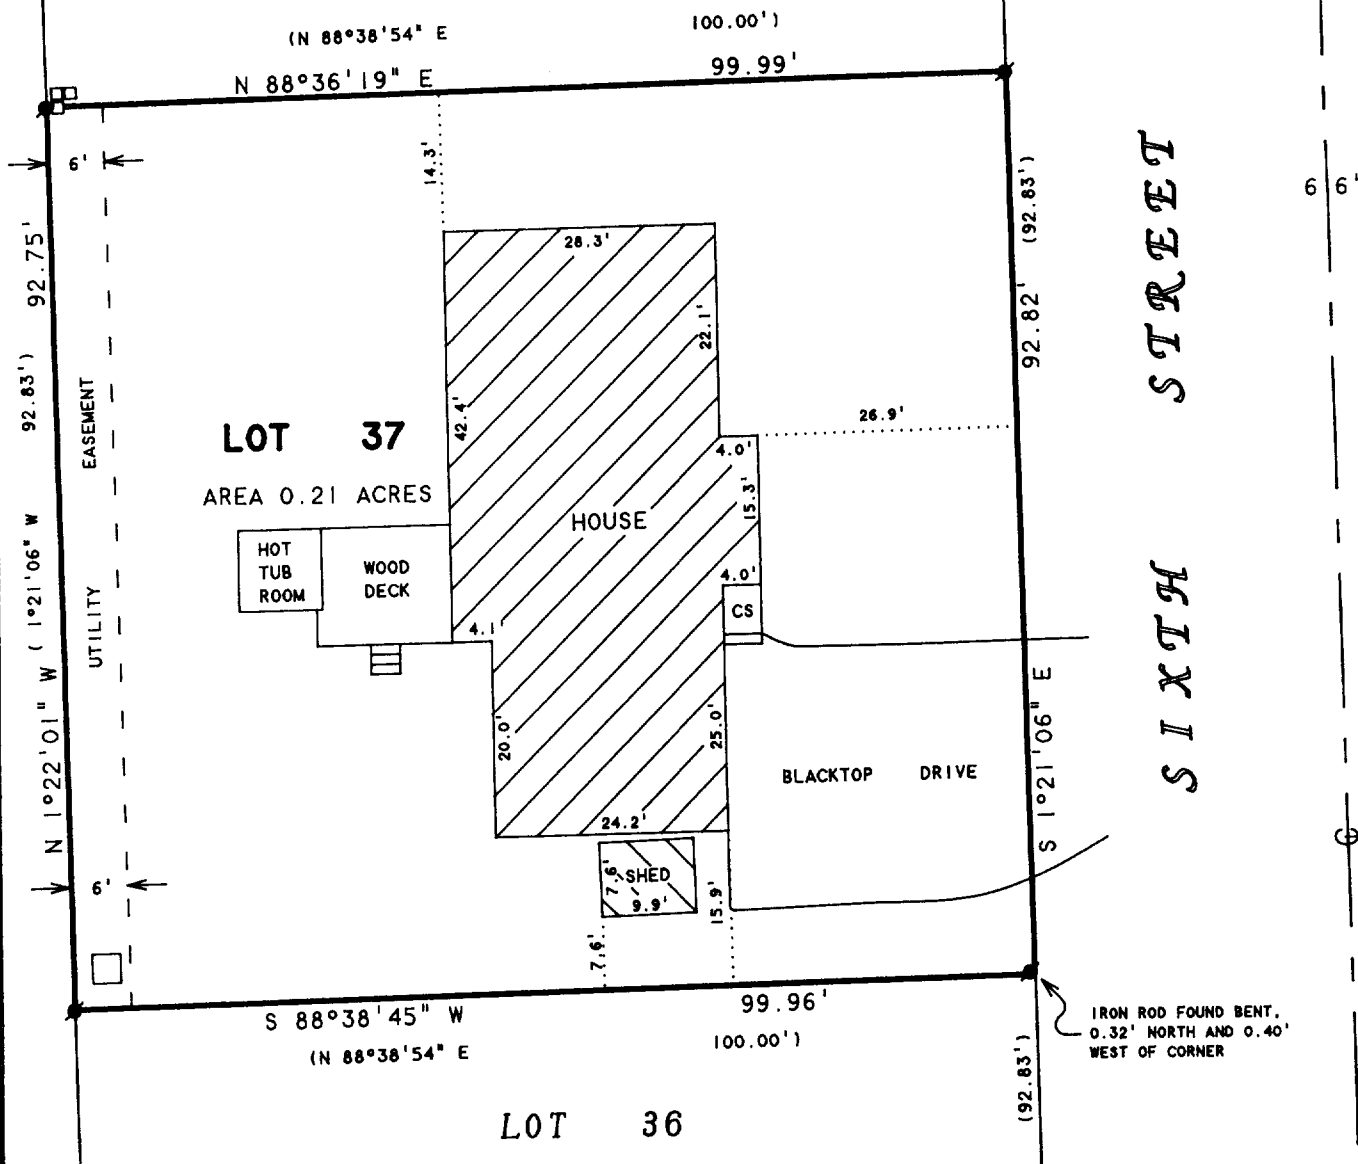 (N 88°38'54" E 100.00')
N 88°36'19" E 99.99'
6'
14.3'
(92.83')
STREET
6 6'
92.75'
28.3'
22.1'
92.82'
92.83')
EASEMENT
42.4'
26.9'
LOT 37
4.0'
AREA 0.21 ACRES
15.3'
HOUSE
HOT
TUB
ROOM
WOOD
DECK
4.0'
CS
( 1°21'06" W
UTILITY
4.1'
SIXTH
N 1°22'01" W
20.0'
25.0'
S 1°21'06" E
BLACKTOP DRIVE
24.2'
7.6'
SHED
9.9'
6'
15.9'
7.6'
S 88°38'45" W 99.96'
(N 88°38'54" E 100.00')
IRON ROD FOUND BENT.
0.32' NORTH AND 0.40'
WEST OF CORNER
(92.83')
LOT 36